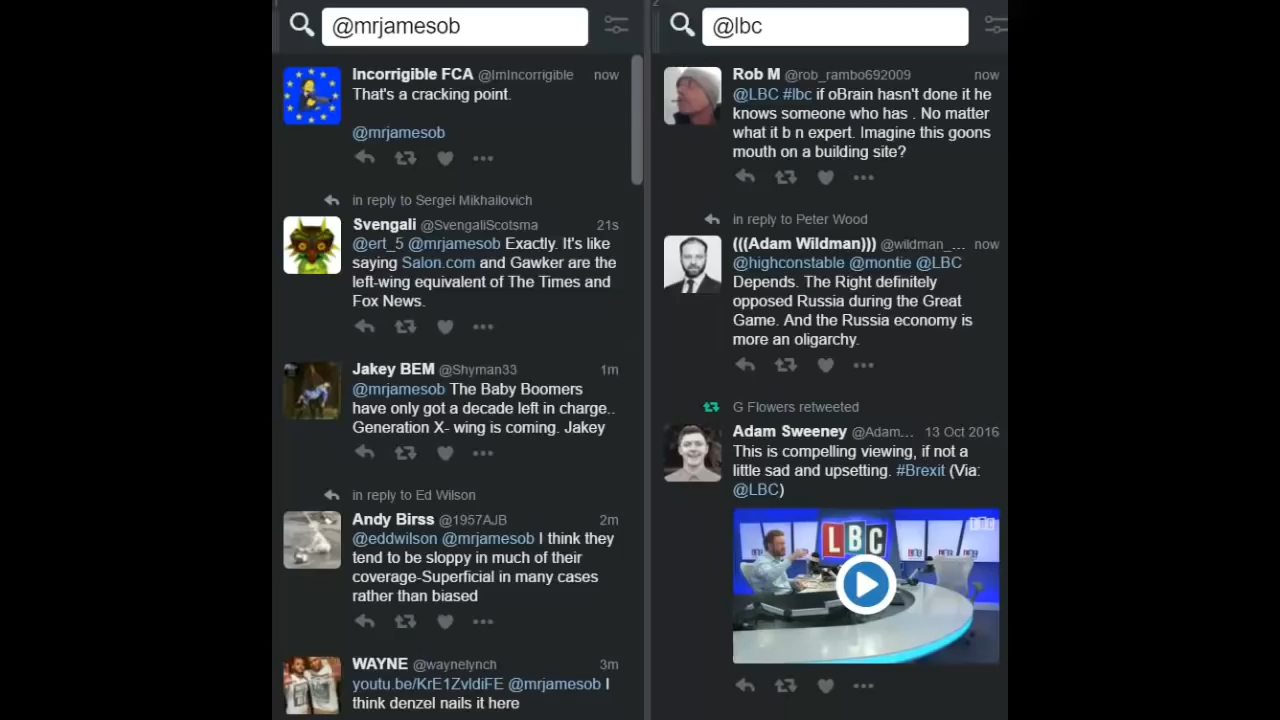 @mrjamesob
Incorrigible FCA @ImIncorrigible now
That's a cracking point.
@mrjamesob
in reply to Sergei Mikhailovich
Svengali @SvengaliScotsma 21s
@ert_5 @mrjamesob Exactly. It's like
saying Salon.com and Gawker are the
left-wing equivalent of The Times and
Fox News.
Jakey BEM @Shyman33 1m
@mrjamesob The Baby Boomers
have only got a decade left in charge..
Generation X- wing is coming. Jakey
in reply to Ed Wilson
Andy Birss @1957AJB 2m
@eddwilson @mrjamesob I think they
tend to be sloppy in much of their
coverage-Superficial in many cases
rather than biased
WAYNE @waynelynch 3m
youtu.be/KrE1ZvldiFE @mrjamesob I
think denzel nails it here
2
@lbc
Rob M @rob_rambo692009 now
@LBC #lbc if oBrain hasn't done it he
knows someone who has . No matter
what it b n expert. Imagine this goons
mouth on a building site?
in reply to Peter Wood
(((Adam Wildman))) @wildman_... now
@highconstable @montie @LBC
Depends. The Right definitely
opposed Russia during the Great
Game. And the Russia economy is
more an oligarchy.
G Flowers retweeted
Adam Sweeney @Adam... 13 Oct 2016
This is compelling viewing, if not a
little sad and upsetting. #Brexit (Via:
@LBC)
LBC
LBC